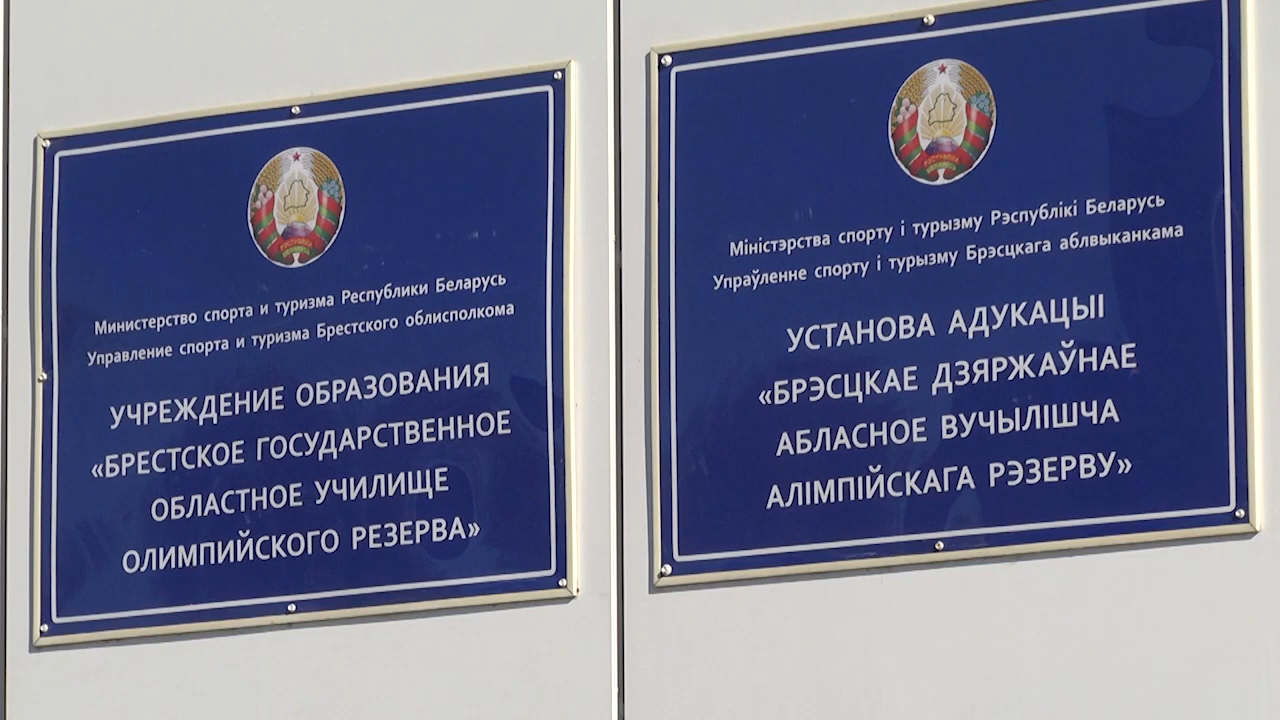 Министерство спорта и туризма Республики Беларусь
Управление спорта и туризма Брестского облисполкома
УЧРЕЖДЕНИЕ ОБРАЗОВАНИЯ
«БРЕСТСКОЕ ГОСУДАРСТВЕННОЕ
ОБЛАСТНОЕ УЧИЛИЩЕ
ОЛИМПИЙСКОГО РЕЗЕРВА»
Міністэрства спорту і турызму Рэспублікі Беларусь
Упраўленне спорту і турызму Брэсцкага аблвыканкама
УСТАНОВА АДУКАЦЫІ
«БРЭСЦКАЕ ДЗЯРЖАЎНАЕ
АБЛАСНОЕ ВУЧЫЛІШЧА
АЛІМПІЙСКАГА РЭЗЕРВУ»